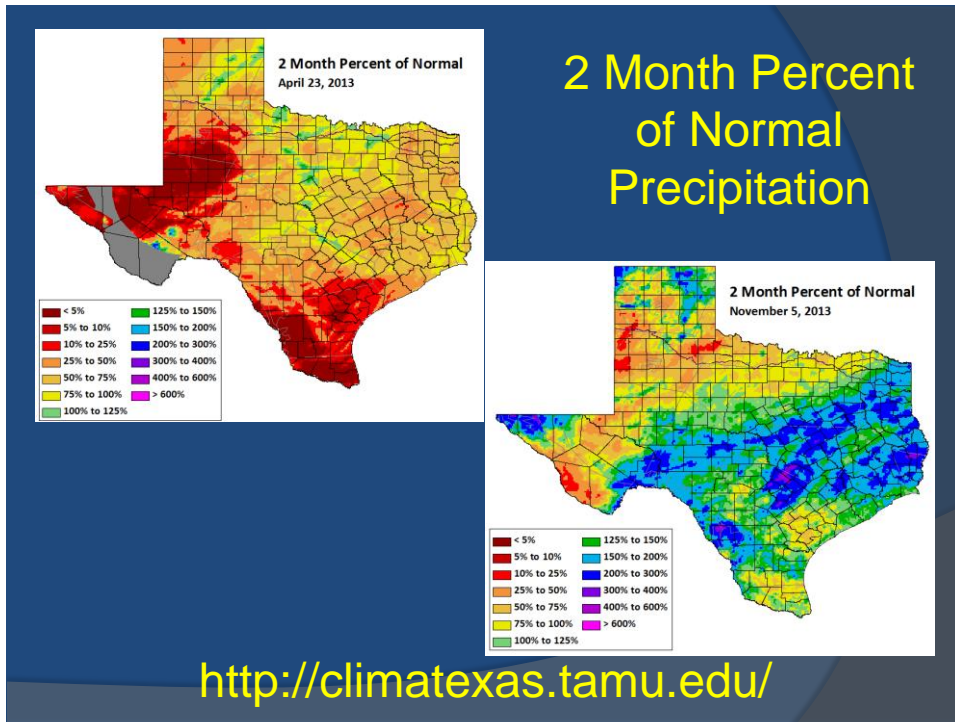 2 Month Percent of Normal
April 23, 2013
< 5%
5% to 10%
10% to 25%
25% to 50%
50% to 75%
75% to 100%
100% to 125%
125% to 150%
150% to 200%
200% to 300%
300% to 400%
400% to 600%
> 600%
2 Month Percent
of Normal
Precipitation
2 Month Percent of Normal
November 5, 2013
< 5%
5% to 10%
10% to 25%
25% to 50%
50% to 75%
75% to 100%
100% to 125%
125% to 150%
150% to 200%
200% to 300%
300% to 400%
400% to 600%
> 600%
http://climatexas.tamu.edu/